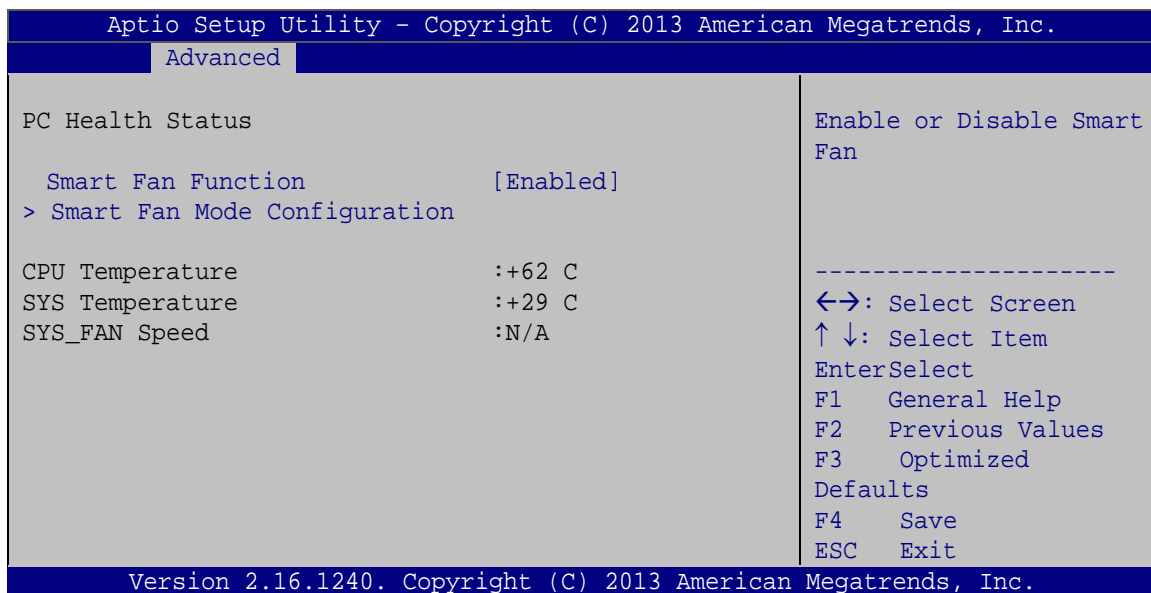 Aptio Setup Utility – Copyright (C) 2013 American Megatrends, Inc.
Advanced
PC Health Status
Smart Fan Function [Enabled]
> Smart Fan Mode Configuration
CPU Temperature :+62 C
SYS Temperature :+29 C
SYS_FAN Speed :N/A
Enable or Disable Smart
Fan
---------------------
←→: Select Screen
↑ ↓: Select Item
EnterSelect
F1 General Help
F2 Previous Values
F3 Optimized
Defaults
F4 Save
ESC Exit
Version 2.16.1240. Copyright (C) 2013 American Megatrends, Inc.